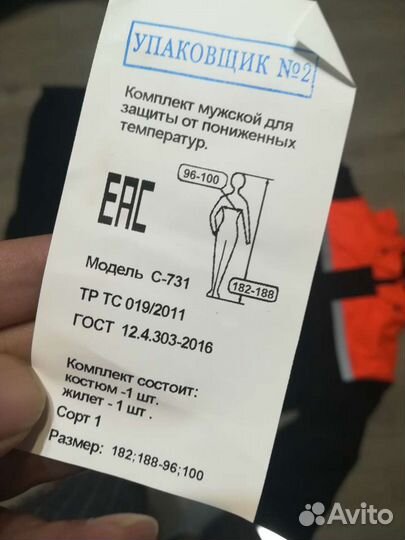 УПАКОВЩИК №2
Комплект мужской для
защиты от пониженных
температур.
96-100
ЕАС
182-188
Модель С-731
ТР ТС 019/2011
ГОСТ 12.4.303-2016
Комплект состоит:
костюм -1 шт.
жилет - 1 шт .
Сорт 1
Размер: 182;188-96;100
Avito